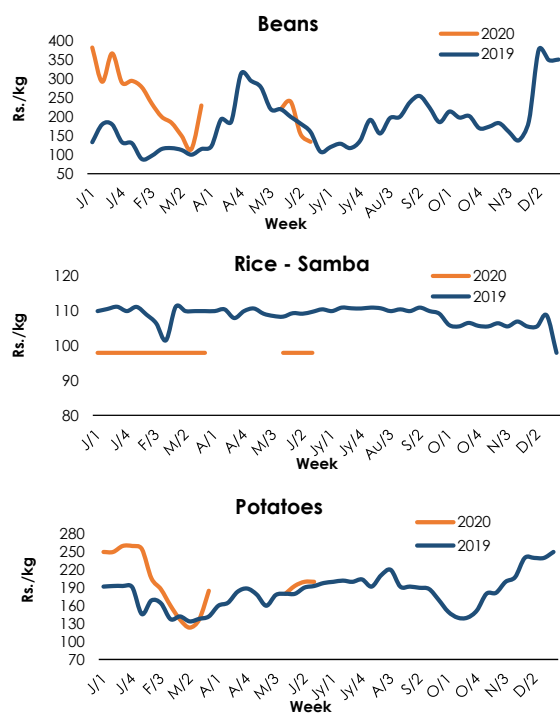 Beans
2020
2019
Rs./kg
400
350
300
250
200
150
100
50
J/1
J/4
F/3
M/2
A/1
A/4
M/3
J/2
Jy/1
Jy/4
Au/3
S/2
O/1
O/4
N/3
D/2
Week
Rice - Samba
2020
2019
Rs./kg
120
110
100
90
80
J/1
J/4
F/3
M/2
A/1
A/4
M/3
J/2
Jy/1
Jy/4
Au/3
S/2
O/1
O/4
N/3
D/2
Week
Potatoes
2020
2019
Rs./kg
280
250
220
190
160
130
100
70
J/1
J/4
F/3
M/2
A/1
A/4
M/3
J/2
Jy/1
Jy/4
Au/3
S/2
O/1
O/4
N/3
D/2
Week